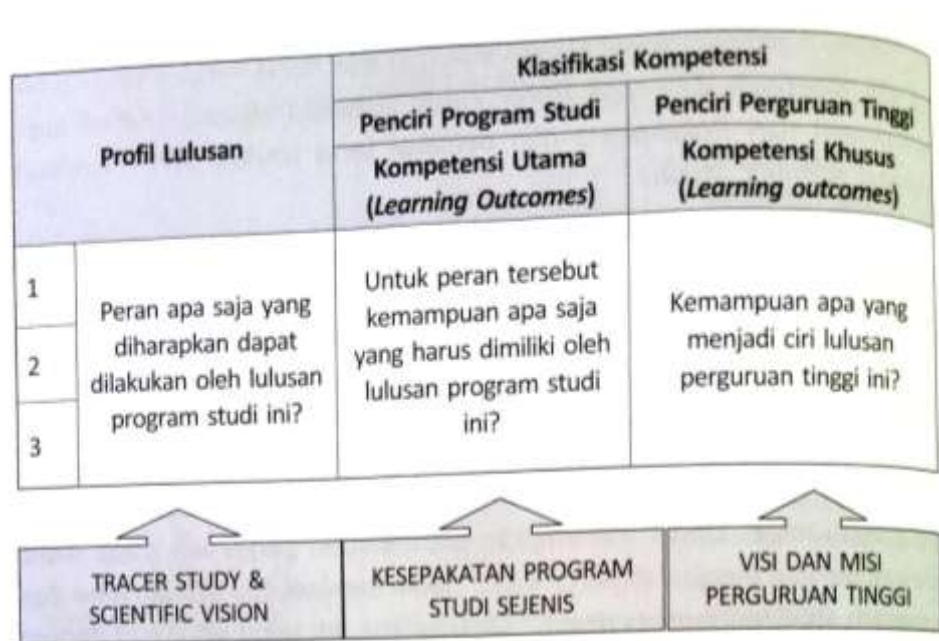 Klasifikasi Kompetensi
Profil Lulusan
Penciri Program Studi
Penciri Perguruan Tinggi
Kompetensi Utama
(Learning Outcomes)
Kompetensi Khusus
(Learning outcomes)
1
2
3
Peran apa saja yang
diharapkan dapat
dilakukan oleh lulusan
program studi ini?
Untuk peran tersebut
kemampuan apa saja
yang harus dimiliki oleh
lulusan program studi
ini?
Kemampuan apa yang
menjadi ciri lulusan
perguruan tinggi ini?
TRACER STUDY &
SCIENTIFIC VISION
KESEPAKATAN PROGRAM
STUDI SEJENIS
VISI DAN MISI
PERGURUAN TINGGI